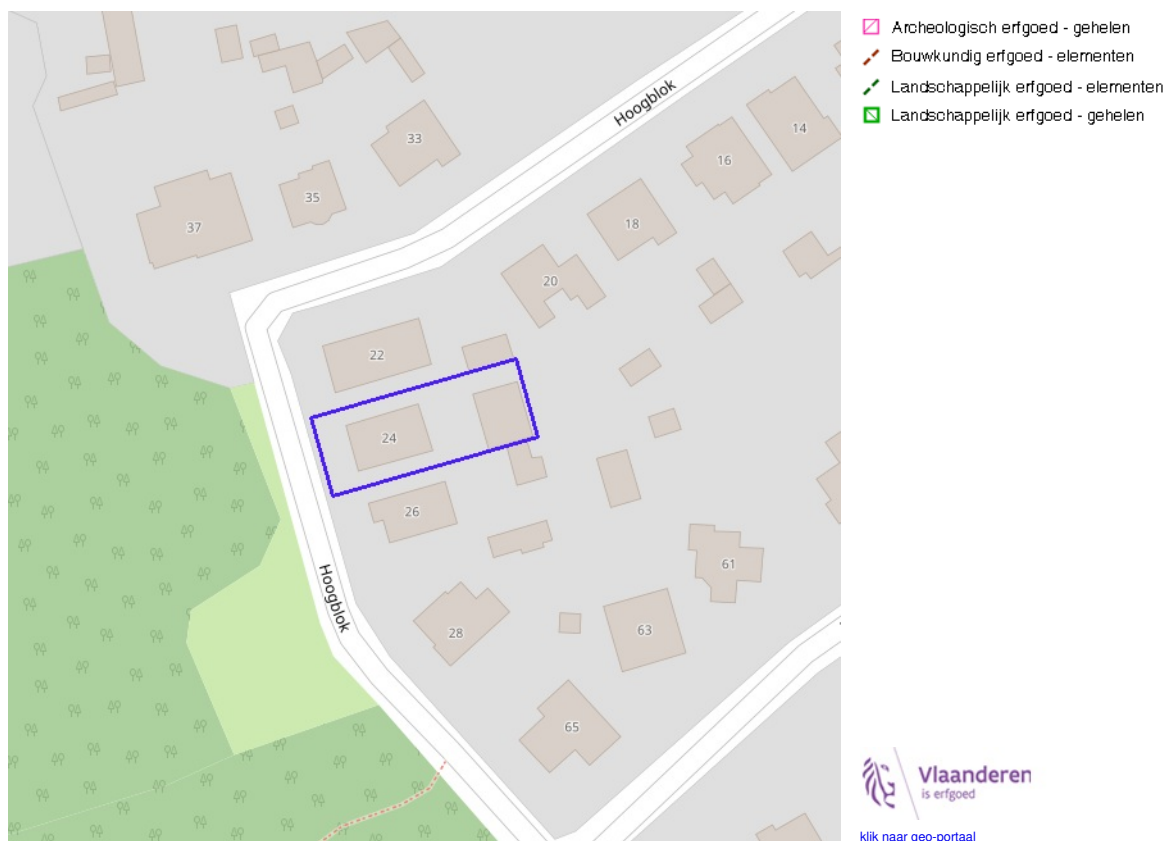 Archeologisch erfgoed - gehelen
Bouwkundig erfgoed - elementen
Landschappelijk erfgoed - elementen
Landschappelijk erfgoed - gehelen
Hoogblok
14
33
16
35
18
37
20
22
24
26
61
Hoogblok
28
63
65
Vlaanderen
is erfgoed
klik naar geo-portaal